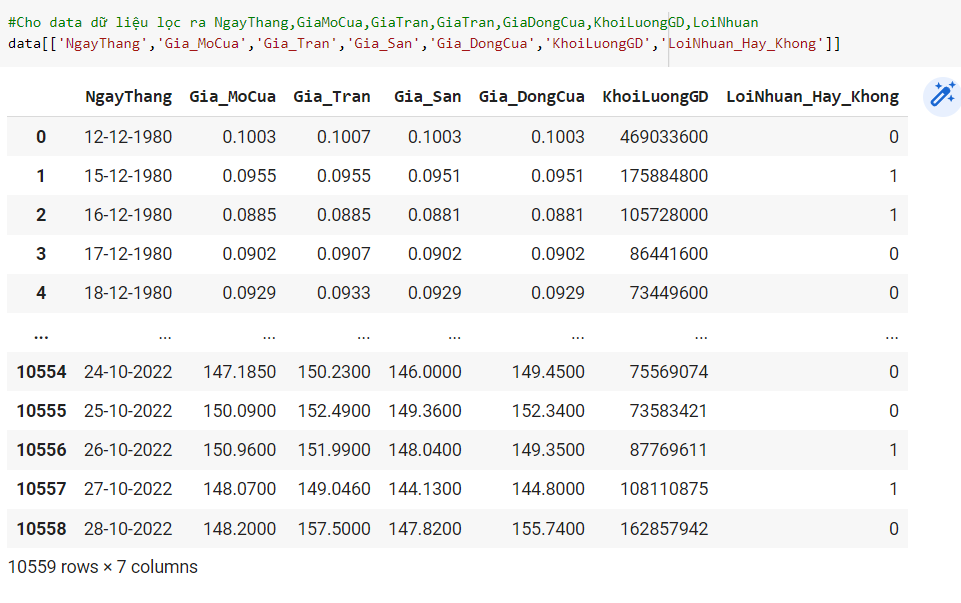 #Cho data dữ liệu lọc ra NgayThang,GiaMoCua,GiaTran,GiaTran,GiaDongCua,KhoiLuongGD,LoiNhuan
data[['NgayThang','Gia_MoCua','Gia_Tran','Gia_San','Gia_DongCua','KhoiLuongGD','LoiNhuan_Hay_Khong']]
NgayThang Gia_MoCua Gia_Tran Gia_San Gia_DongCua KhoiLuongGD LoiNhuan_Hay_Khong
0 12-12-1980 0.1003 0.1007 0.1003 0.1003 469033600 0
1 15-12-1980 0.0955 0.0955 0.0951 0.0951 175884800 1
2 16-12-1980 0.0885 0.0885 0.0881 0.0881 105728000 1
3 17-12-1980 0.0902 0.0907 0.0902 0.0902 86441600 0
4 18-12-1980 0.0929 0.0933 0.0929 0.0929 73449600 0
... ... ... ... ... ... ... ...
10554 24-10-2022 147.1850 150.2300 146.0000 149.4500 75569074 0
10555 25-10-2022 150.0900 152.4900 149.3600 152.3400 73583421 0
10556 26-10-2022 150.9600 151.9900 148.0400 149.3500 87769611 1
10557 27-10-2022 148.0700 149.0460 144.1300 144.8000 108110875 1
10558 28-10-2022 148.2000 157.5000 147.8200 155.7400 162857942 0
10559 rows × 7 columns